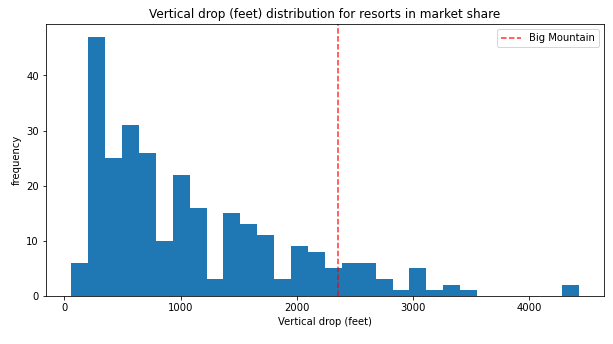 Vertical drop (feet) distribution for resorts in market share
Big Mountain
frequency
40
30
20
10
0
0 1000 2000 3000 4000
Vertical drop (feet)